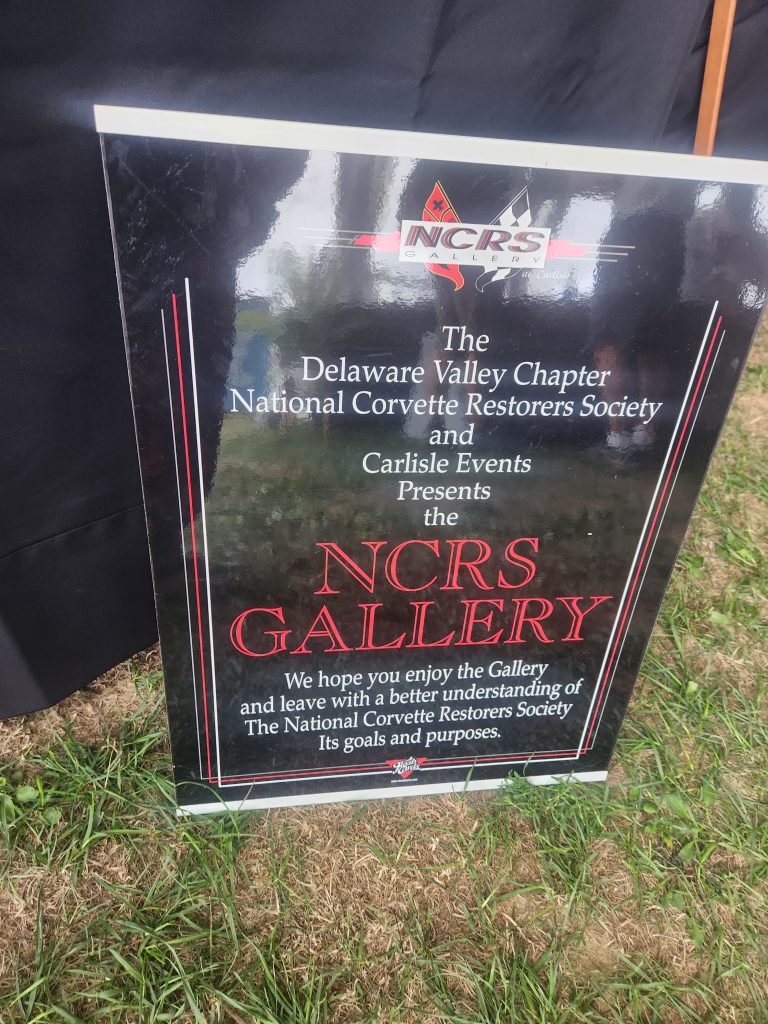 NCRS
GALLERY
at Carlisle
The
Delaware Valley Chapter
National Corvette Restorers Society
and
Carlisle Events
Presents
the
NCRS
GALLERY
We hope you enjoy the Gallery
and leave with a better understanding of
The National Corvette Restorers Society
Its goals and purposes.